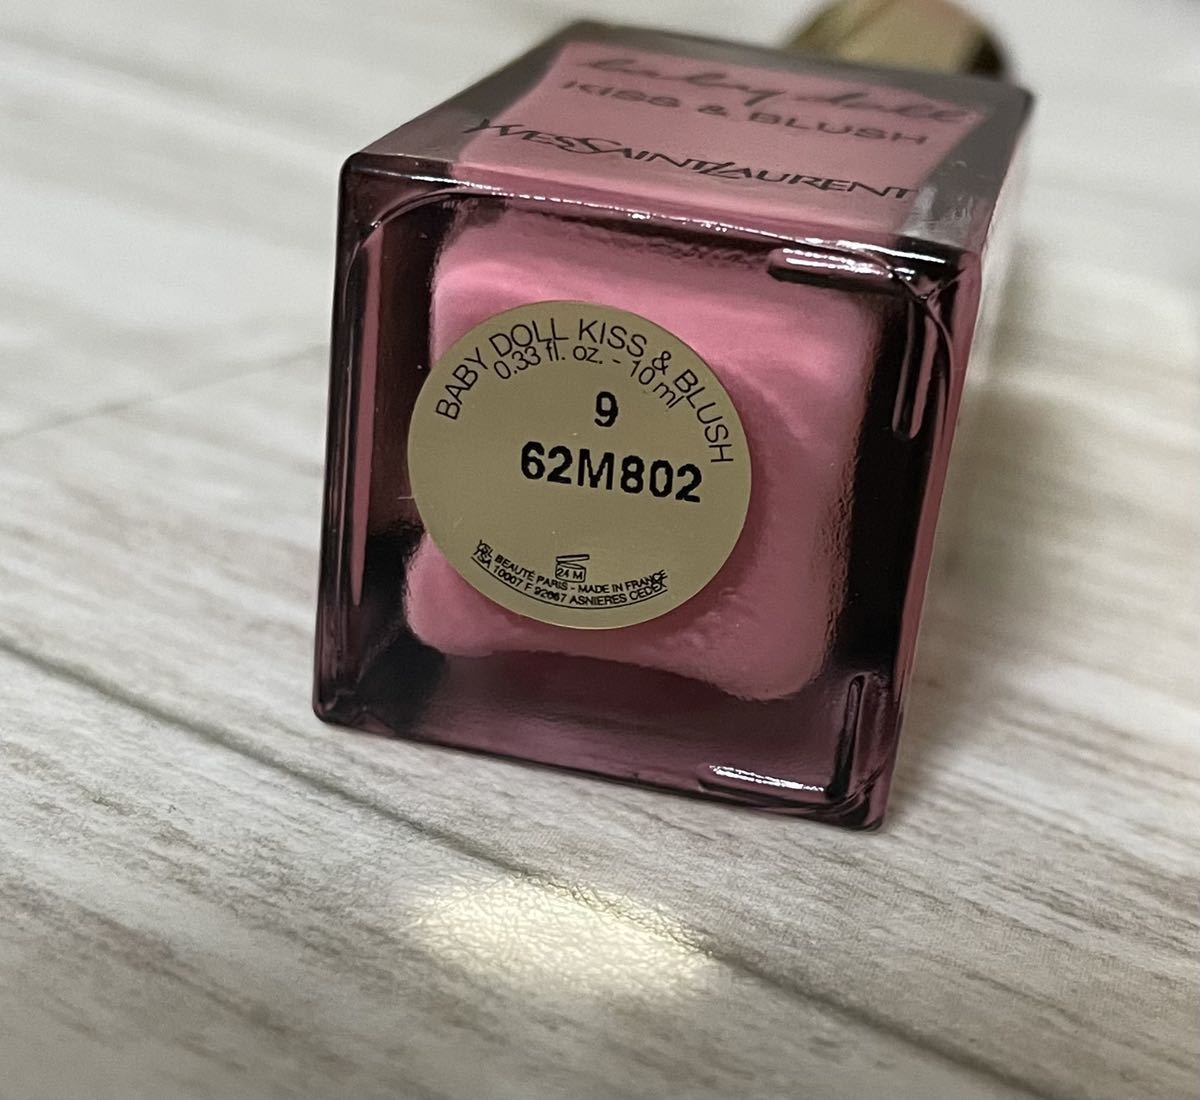 baby doll
KISS & BLUSH
YVESSAINTLAURENT
BABY DOLL KISS & BLUSH
0.33 fl. oz. - 10 ml
9
62M802
24 M
YSL BEAUTÉ PARIS - MADE IN FRANCE
TSA 10007 F 92667 ASNIERES CEDEX